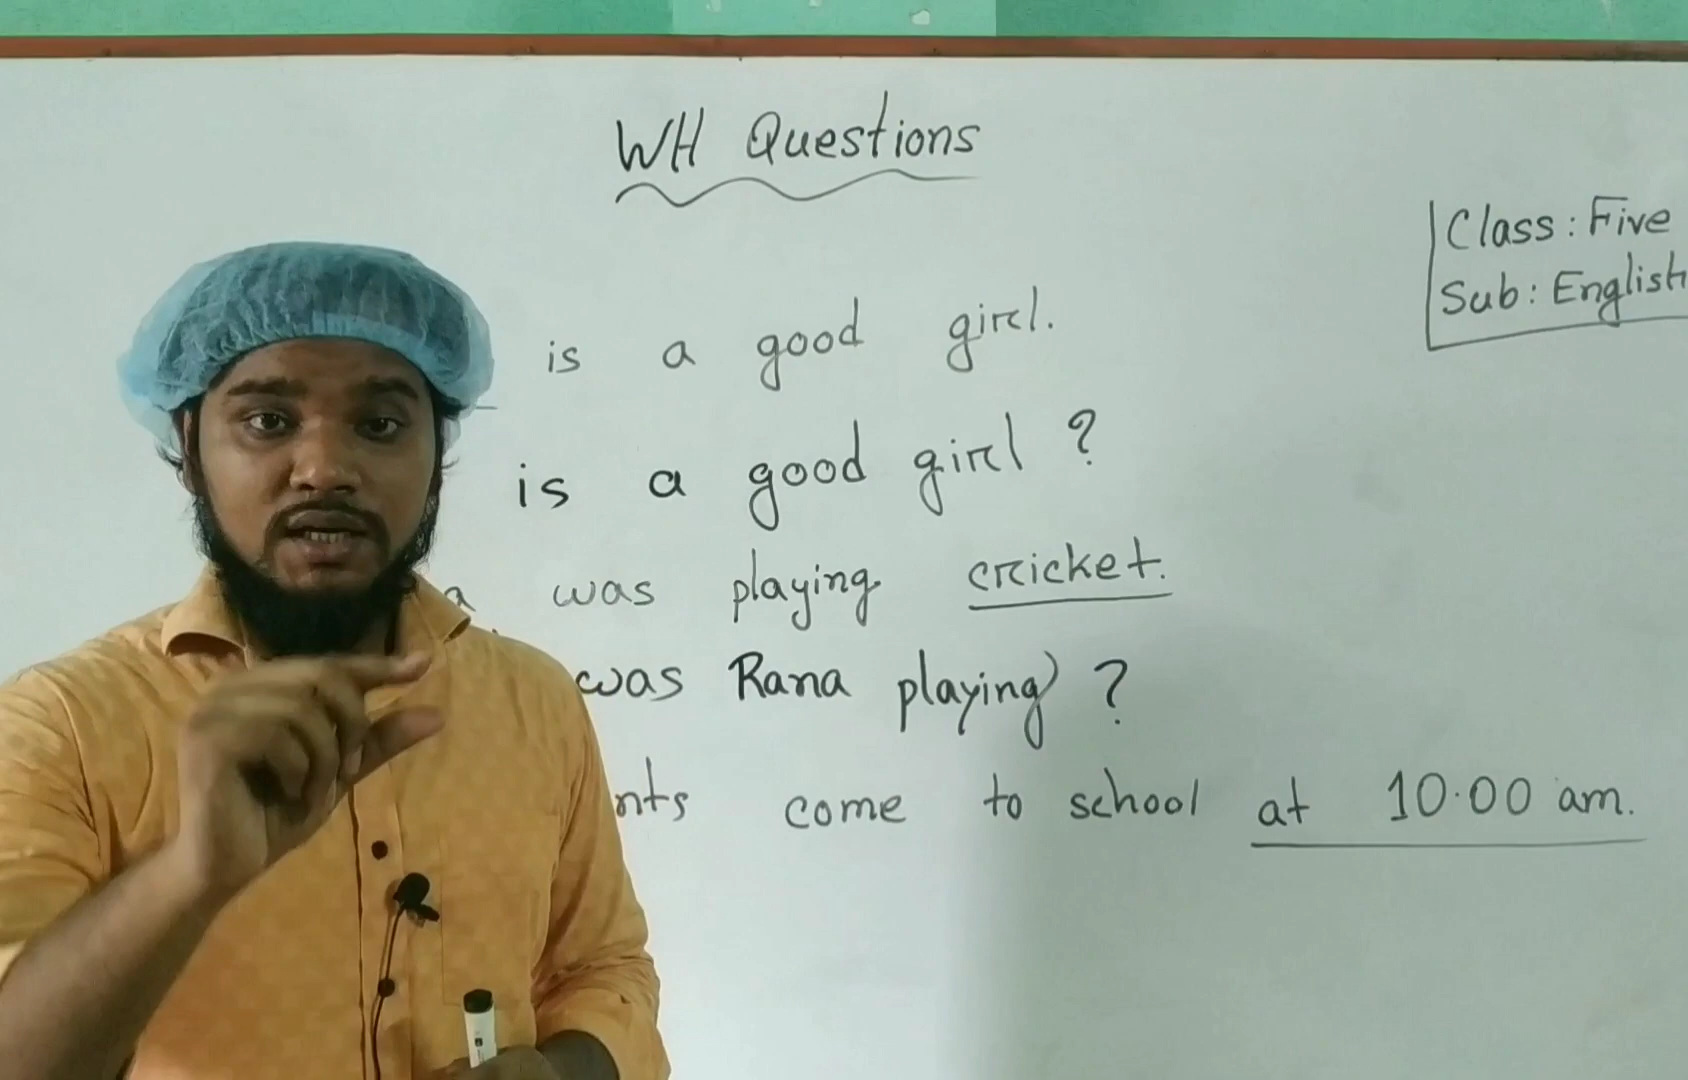 WH Questions
Class : Five
Sub : English
is a good girl.
is a good girl ?
a was playing cricket.
was Rana playing ?
nts come to school at 10.00 am.